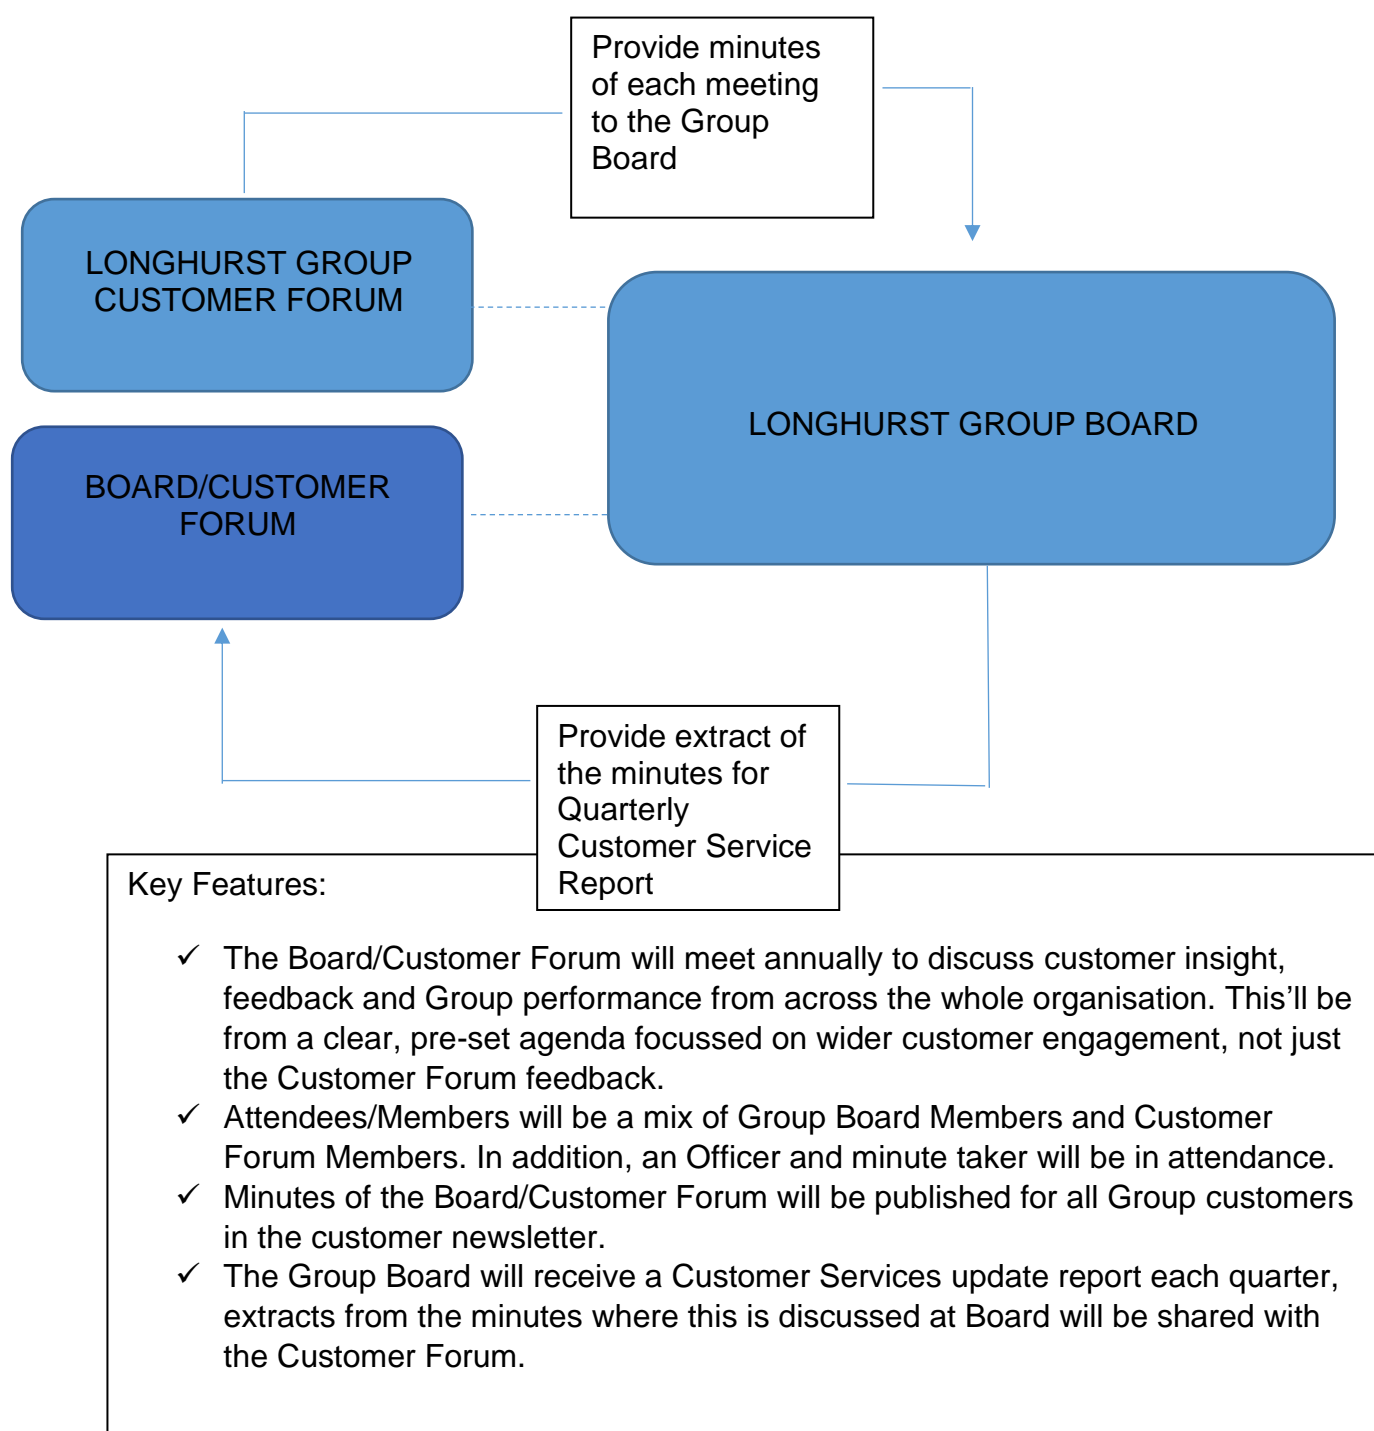 Provide minutes
of each meeting
to the Group
Board
LONGHURST GROUP
CUSTOMER FORUM
LONGHURST GROUP BOARD
BOARD/CUSTOMER
FORUM
Provide extract of
the minutes for
Quarterly
Customer Service
Report
Key Features:
✓ The Board/Customer Forum will meet annually to discuss customer insight,
feedback and Group performance from across the whole organisation. This’ll be
from a clear, pre-set agenda focussed on wider customer engagement, not just
the Customer Forum feedback.
✓ Attendees/Members will be a mix of Group Board Members and Customer
Forum Members. In addition, an Officer and minute taker will be in attendance.
✓ Minutes of the Board/Customer Forum will be published for all Group customers
in the customer newsletter.
✓ The Group Board will receive a Customer Services update report each quarter,
extracts from the minutes where this is discussed at Board will be shared with
the Customer Forum.